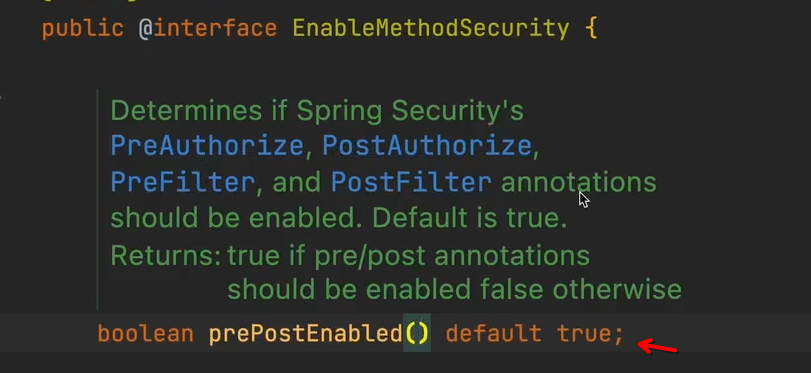 public @interface EnableMethodSecurity {
Determines if Spring Security's
PreAuthorize, PostAuthorize,
PreFilter, and PostFilter annotations
should be enabled. Default is true.
Returns: true if pre/post annotations
should be enabled false otherwise
boolean prePostEnabled() default true;